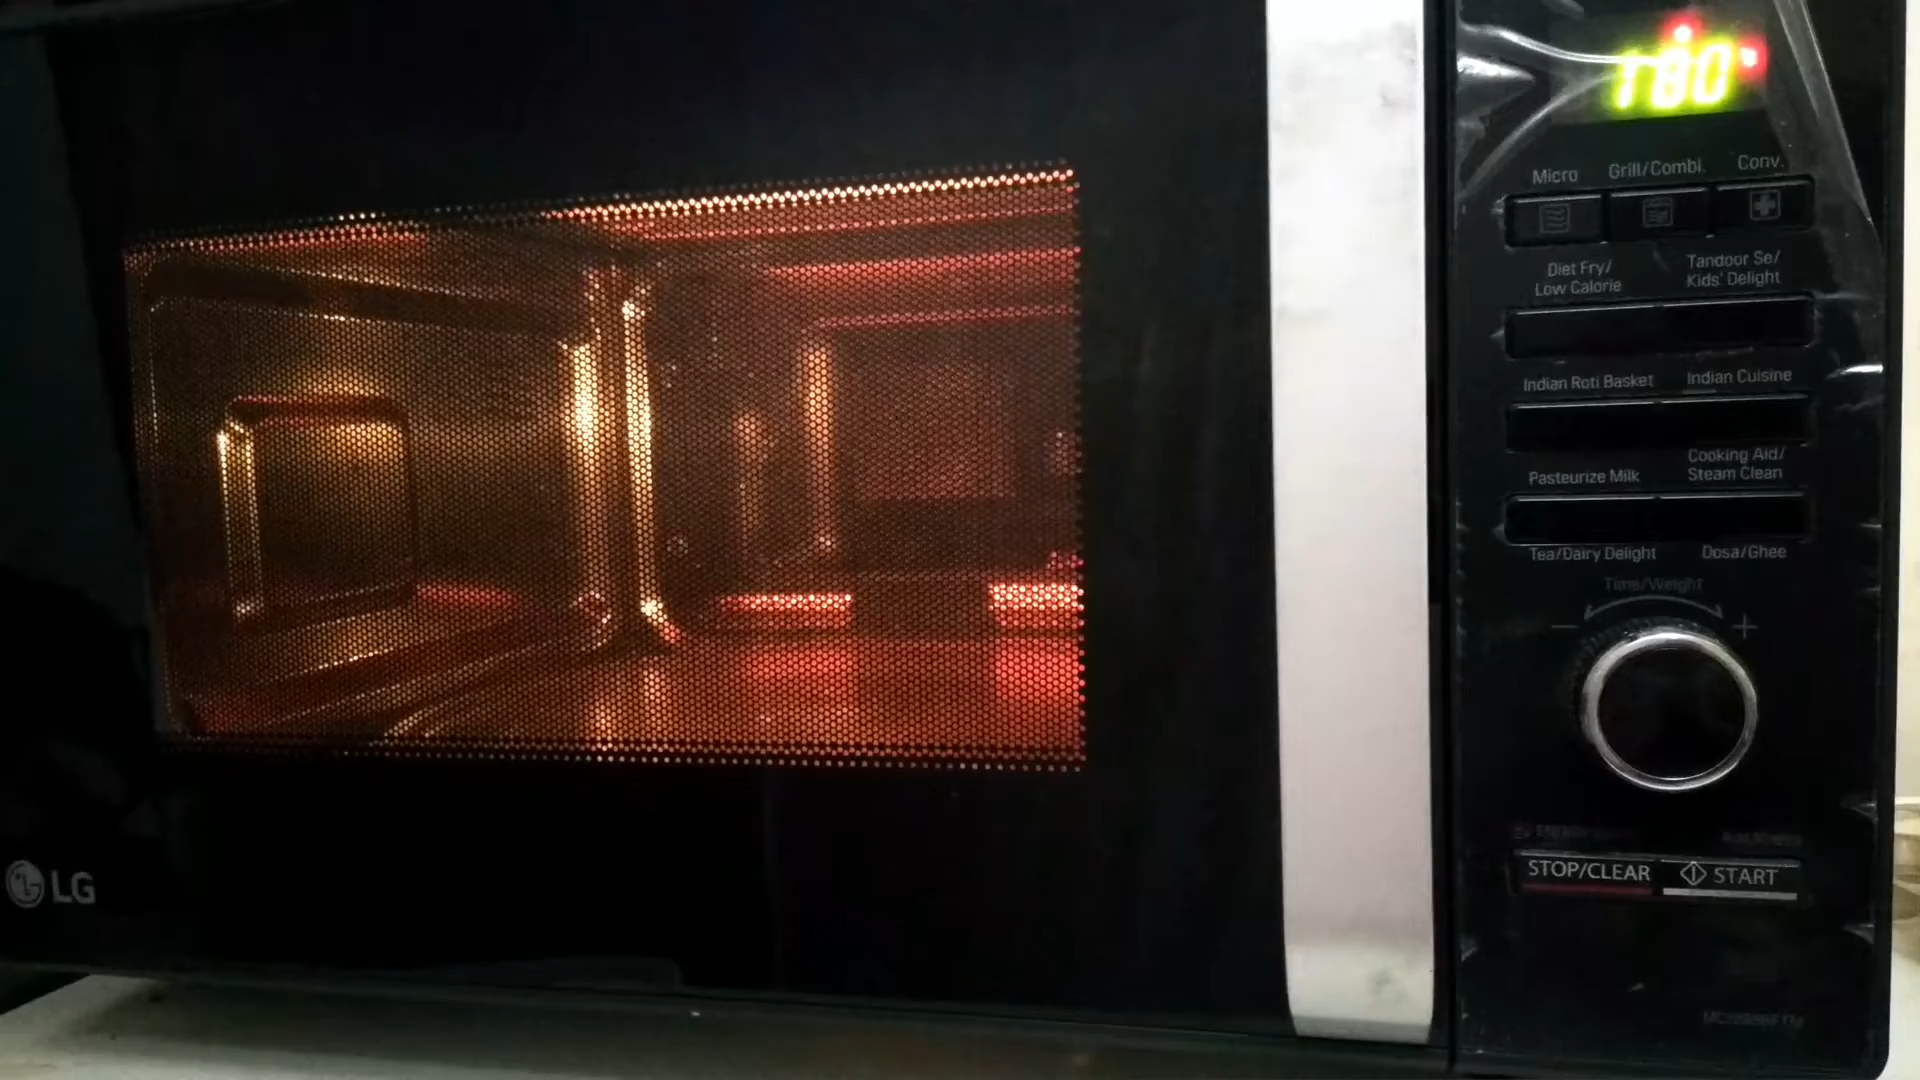 180
Micro Grill/Combi. Conv.
Diet Fry/ Low Calorie
Tandoor Se/ Kids' Delight
Indian Roti Basket Indian Cuisine
Pasteurize Milk
Cooking Aid/ Steam Clean
Tea/Dairy Delight Dosa/Ghee
Time/Weight
− +
STOP/CLEAR START
LG